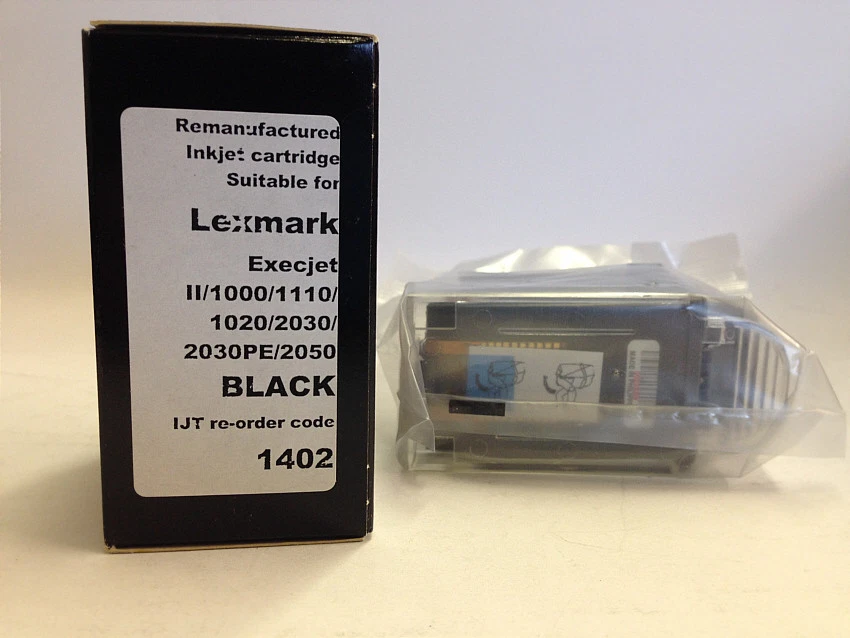 Remanufactured
Inkjet cartridge
Suitable for
Lexmark
Execjet
II/1000/1110/
1020/2030/
2030PE/2050
BLACK
IJT re-order code
1402